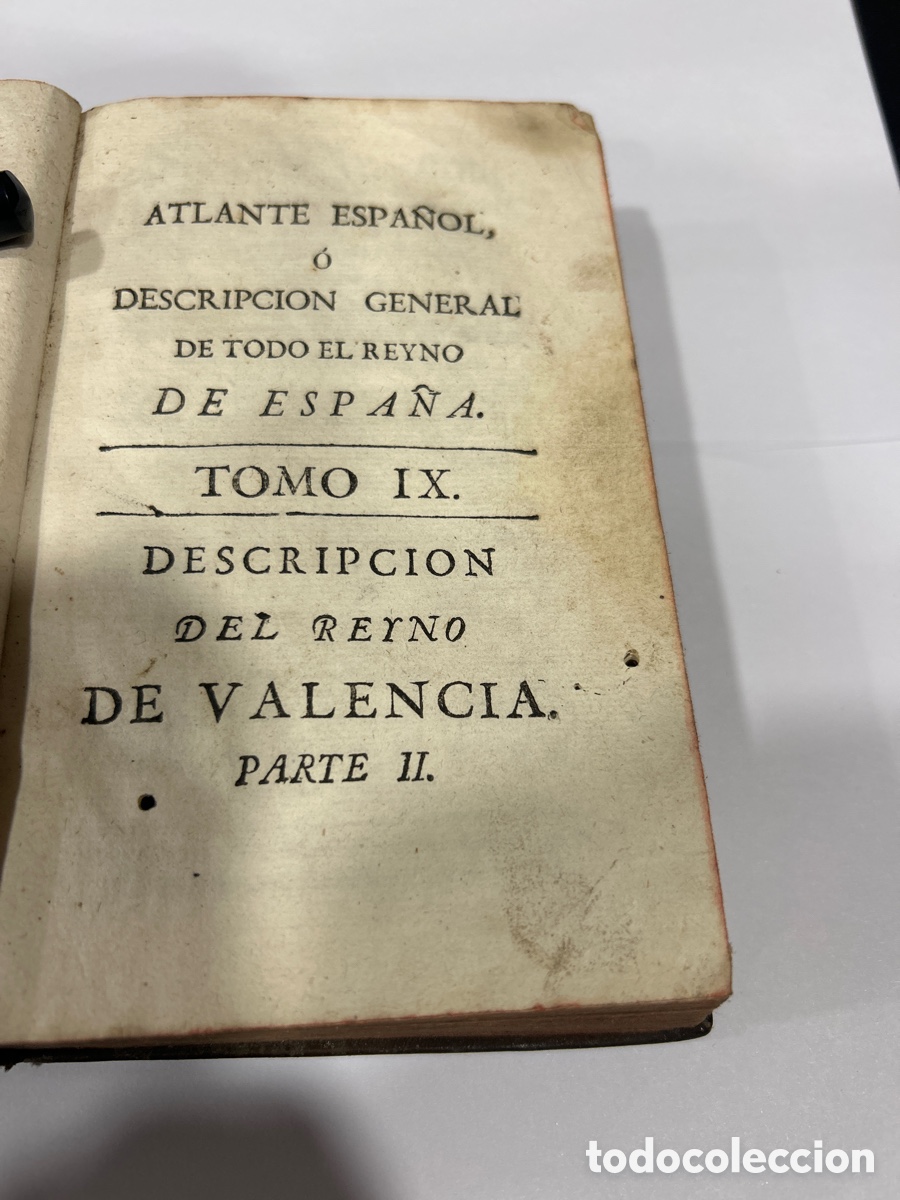 ATLANTE ESPAÑOL,
Ó
DESCRIPCION GENERAL
DE TODO EL REYNO
DE ESPAÑA.
TOMO IX.
DESCRIPCION
DEL REYNO
DE VALENCIA.
PARTE II.
todocoleccion